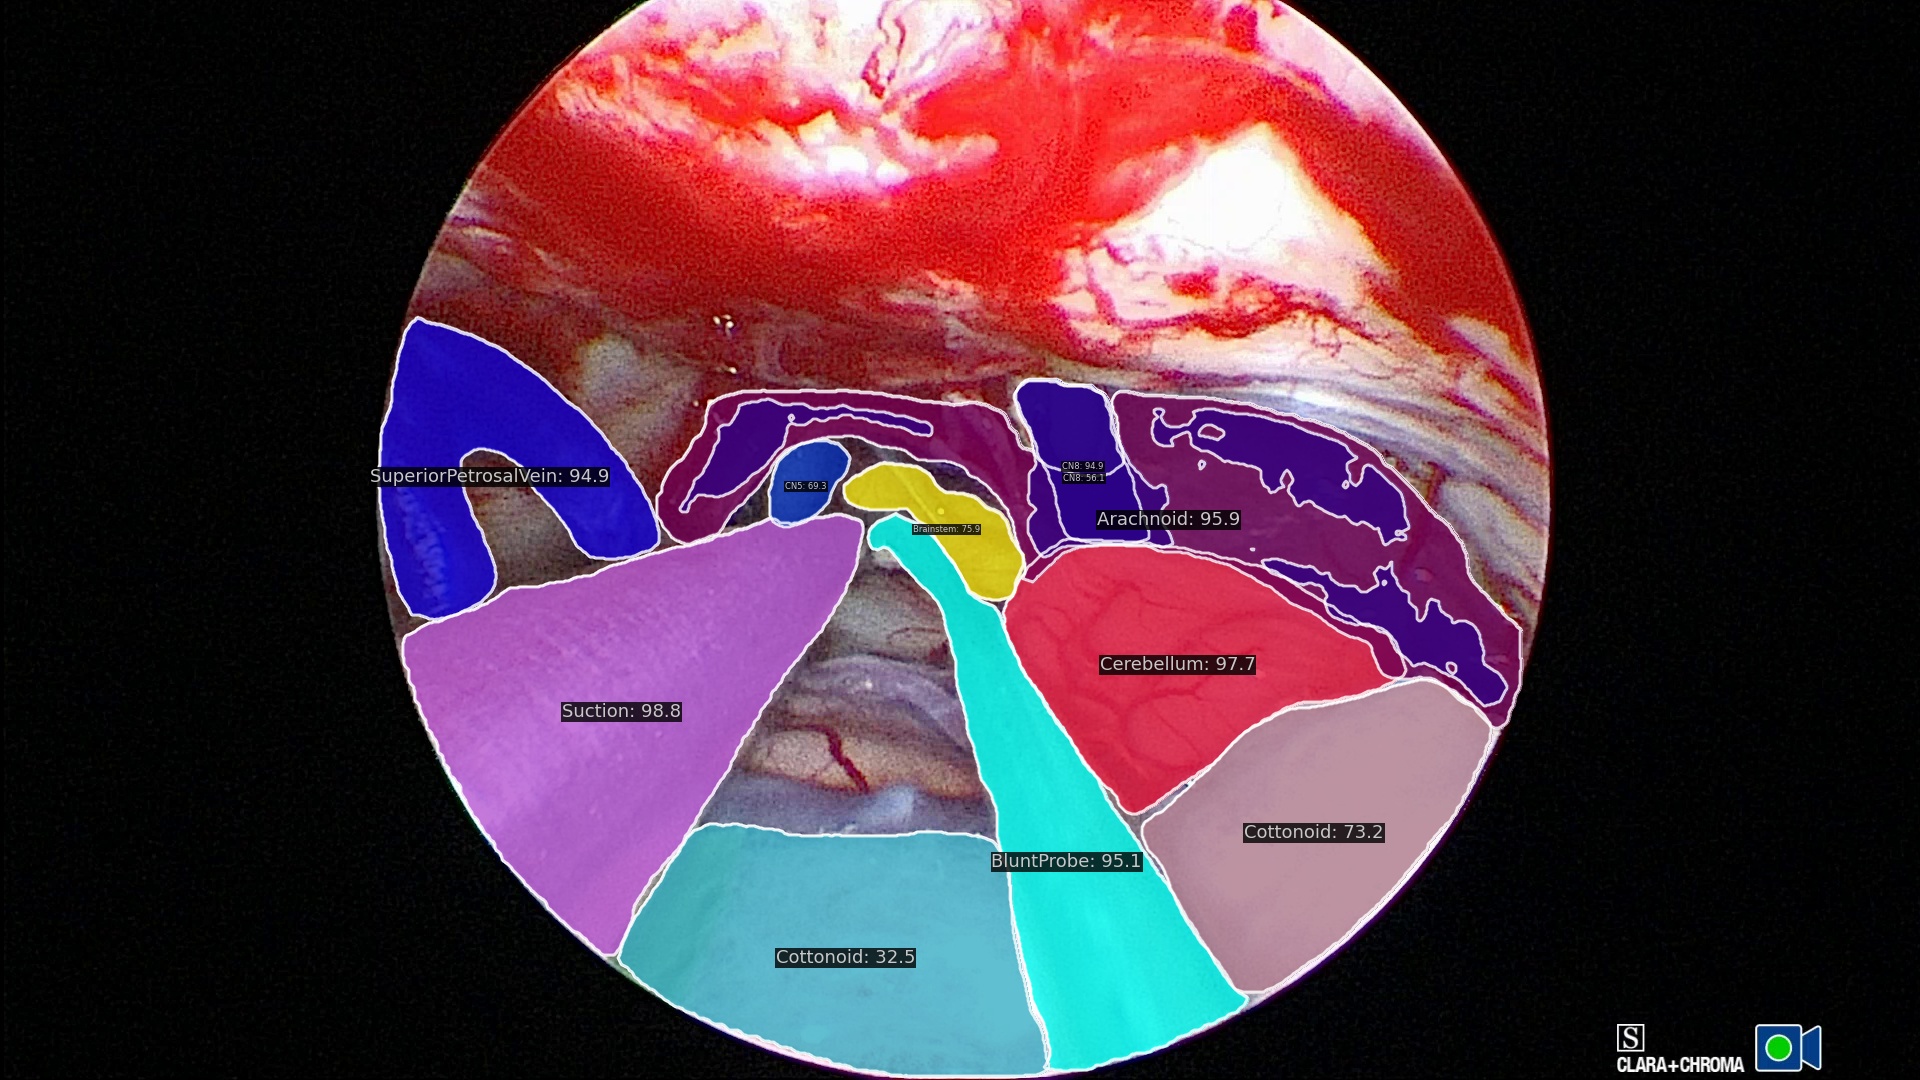 CN8: 94.9
SuperiorPetrosalVein: 94.9
CN8: 56.1
CN5: 69.3
Arachnoid: 95.9
Brainstem: 75.9
Cerebellum: 97.7
Suction: 98.8
Cottonoid: 73.2
BluntProbe: 95.1
Cottonoid: 32.5
S
CLARA+CHROMA